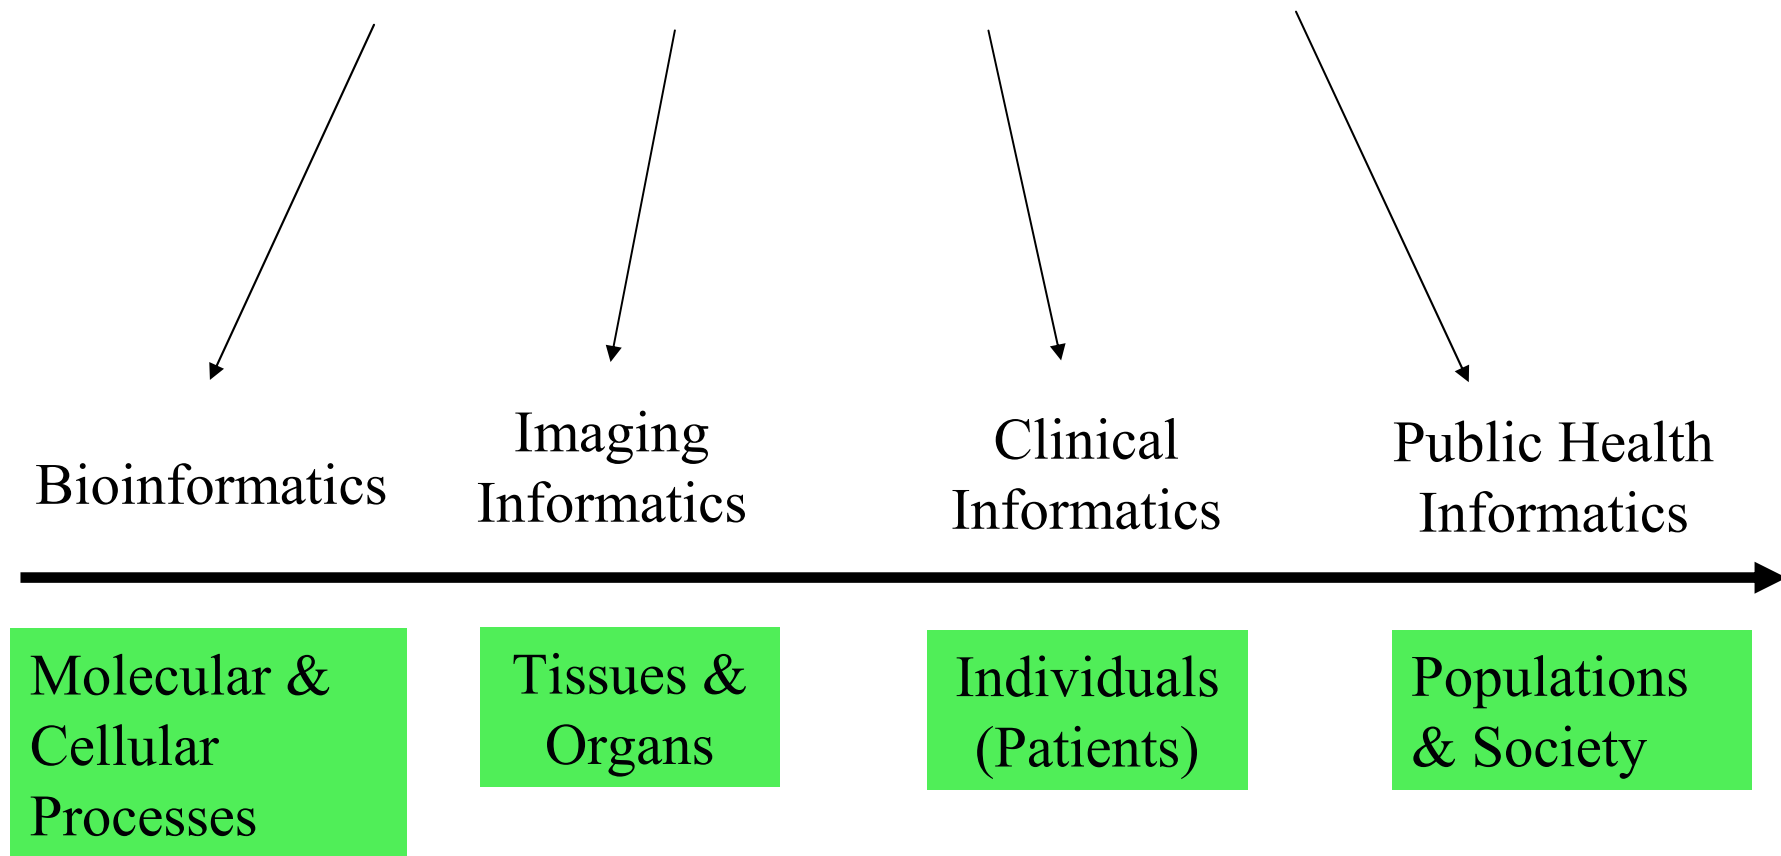 Bioinformatics
Imaging
Informatics
Clinical
Informatics
Public Health
Informatics
Molecular &
Cellular
Processes
Tissues &
Organs
Individuals
(Patients)
Populations
& Society